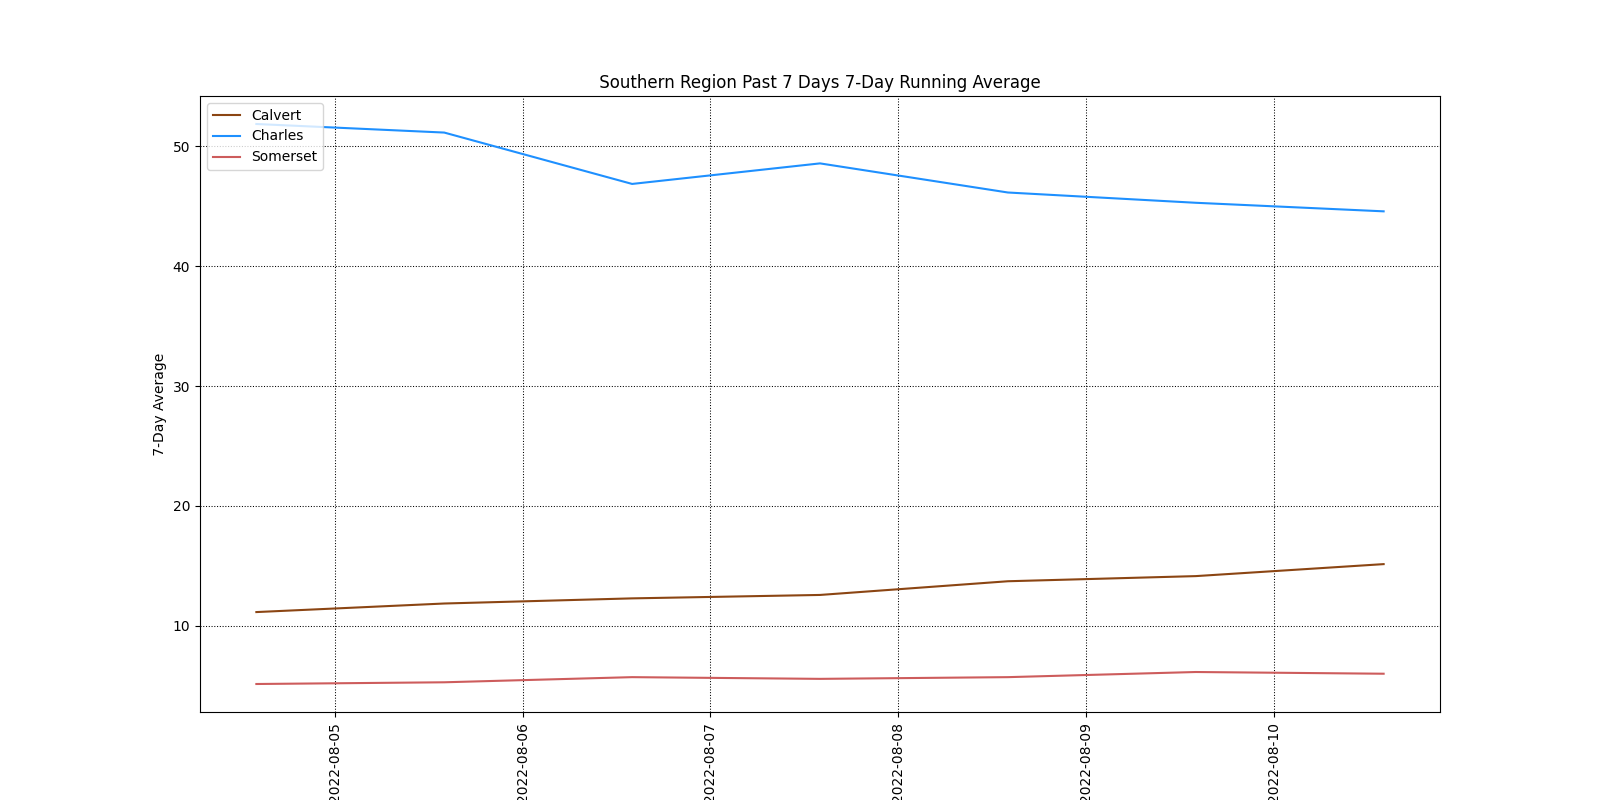 Southern Region Past 7 Days 7-Day Running Average
Calvert
Charles
Somerset
7-Day Average
50
40
30
20
10
2022-08-05
2022-08-06
2022-08-07
2022-08-08
2022-08-09
2022-08-10